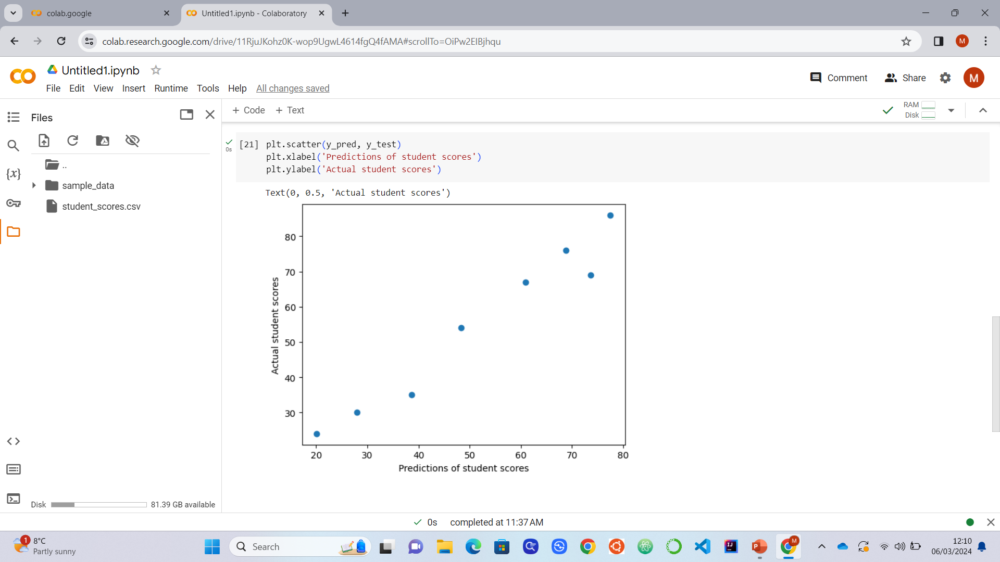 colab.google
Untitled1.ipynb - Colaboratory
colab.research.google.com/drive/11RjuJKohz0K-wop9UgwL4614fgQ4fAMA#scrollTo=OiPw2EIBjhqu
M
Untitled1.ipynb
File Edit View Insert Runtime Tools Help All changes saved
Comment
Share
M
Files
+ Code + Text
RAM
Disk
{x}
..
sample_data
student_scores.csv
0s
[21] plt.scatter(y_pred, y_test)
plt.xlabel('Predictions of student scores')
plt.ylabel('Actual student scores')
Text(0, 0.5, 'Actual student scores')
Actual student scores
80
70
60
50
40
30
20 30 40 50 60 70 80
Predictions of student scores
Disk 81.39 GB available
0s completed at 11:37 AM
1
8°C
Partly sunny
Search
IJ
P
M
12:10
06/03/2024